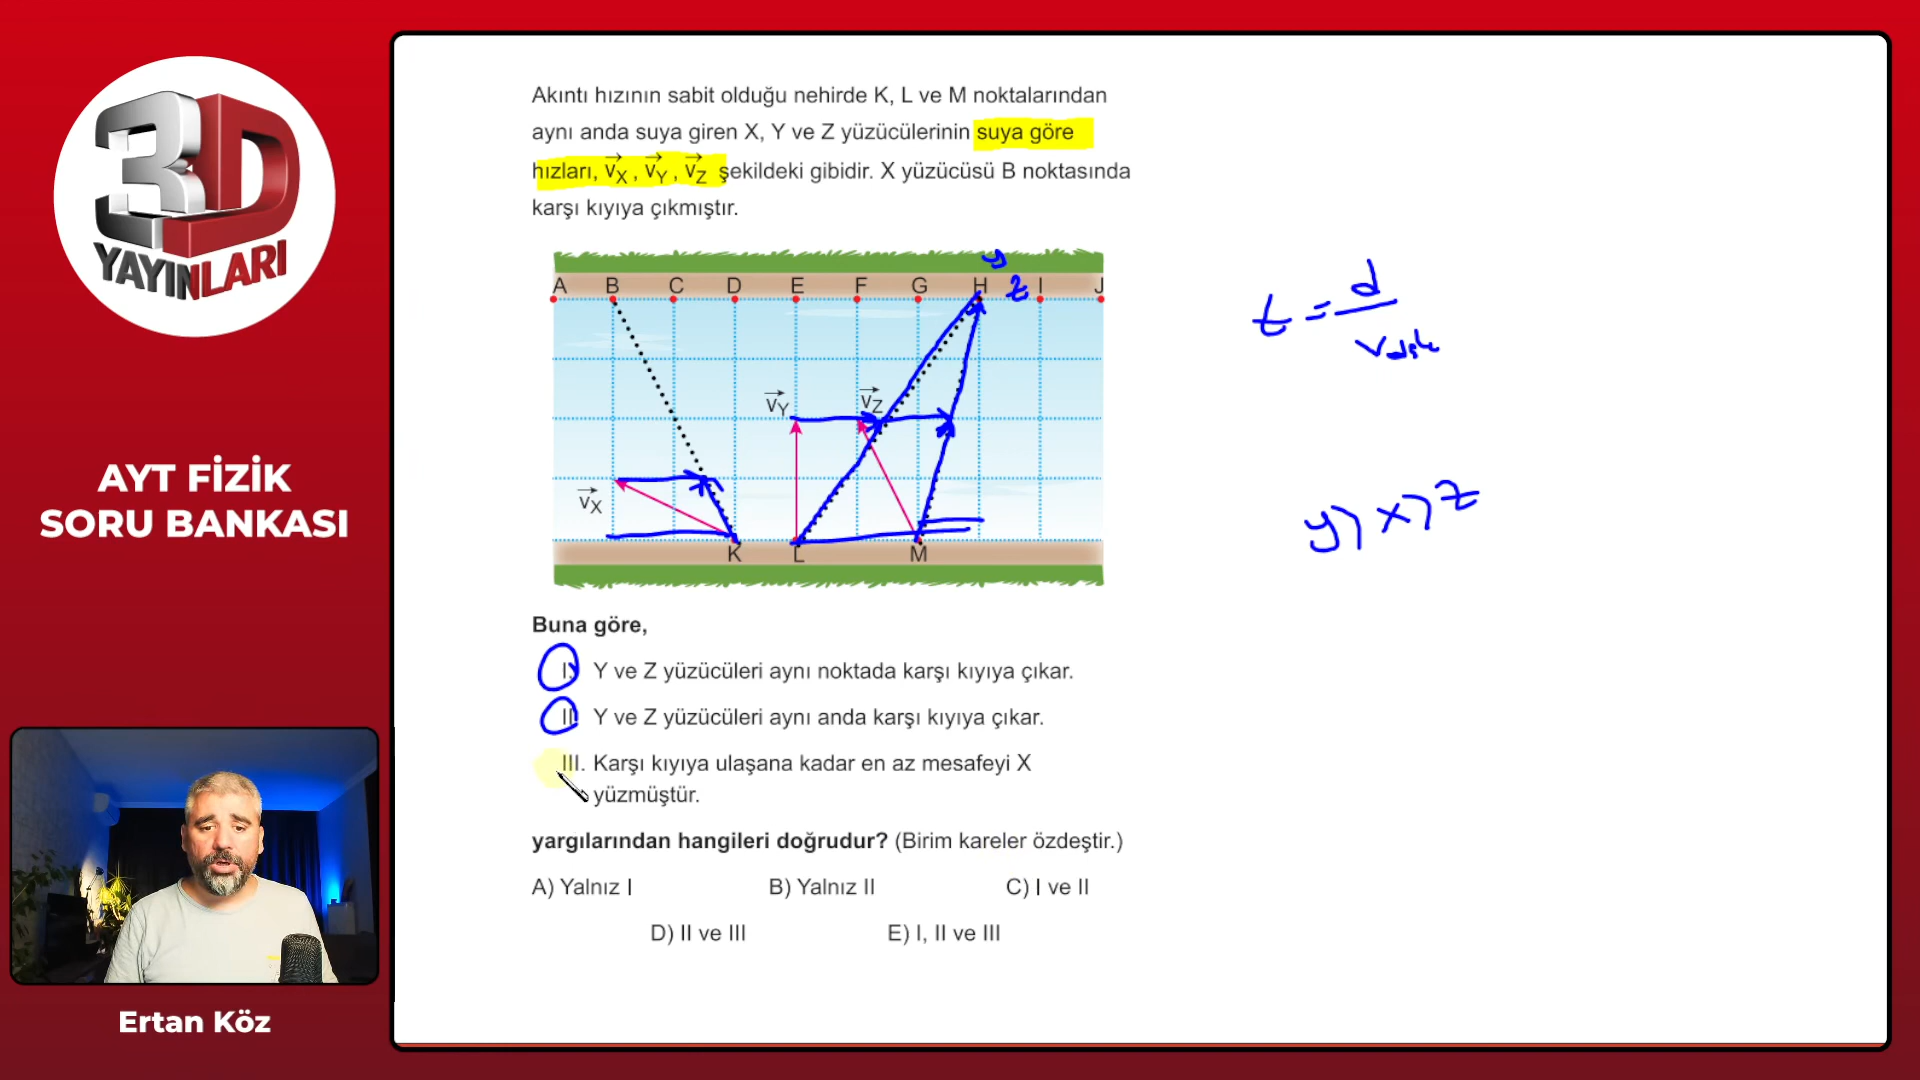 3D
YAYINLARI
AYT FİZİK
SORU BANKASI
Ertan Köz
Akıntı hızının sabit olduğu nehirde K, L ve M noktalarından
aynı anda suya giren X, Y ve Z yüzücülerinin suya göre
hızları, v⃗X , v⃗Y , v⃗Z şekildeki gibidir. X yüzücüsü B noktasında
karşı kıyıya çıkmıştır.
y
z
A B C D E F G H I J
v⃗Y v⃗Z
v⃗X
K L M
t = d
y > x > z
Buna göre,
I. Y ve Z yüzücüleri aynı noktada karşı kıyıya çıkar.
II. Y ve Z yüzücüleri aynı anda karşı kıyıya çıkar.
III. Karşı kıyıya ulaşana kadar en az mesafeyi X
yüzmüştür.
yargılarından hangileri doğrudur? (Birim kareler özdeştir.)
A) Yalnız I B) Yalnız II C) I ve II
D) II ve III E) I, II ve III